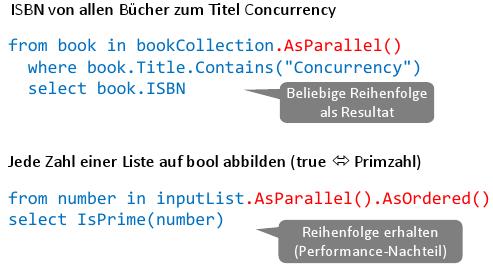 ISBN von allen Bücher zum Titel Concurrency
from book in bookCollection.AsParallel()
where book.Title.Contains("Concurrency")
select book.ISBN
Beliebige Reihenfolge
als Resultat
Jede Zahl einer Liste auf bool abbilden (true ⇔ Primzahl)
from number in inputList.AsParallel().AsOrdered()
select IsPrime(number)
Reihenfolge erhalten
(Performance-Nachteil)